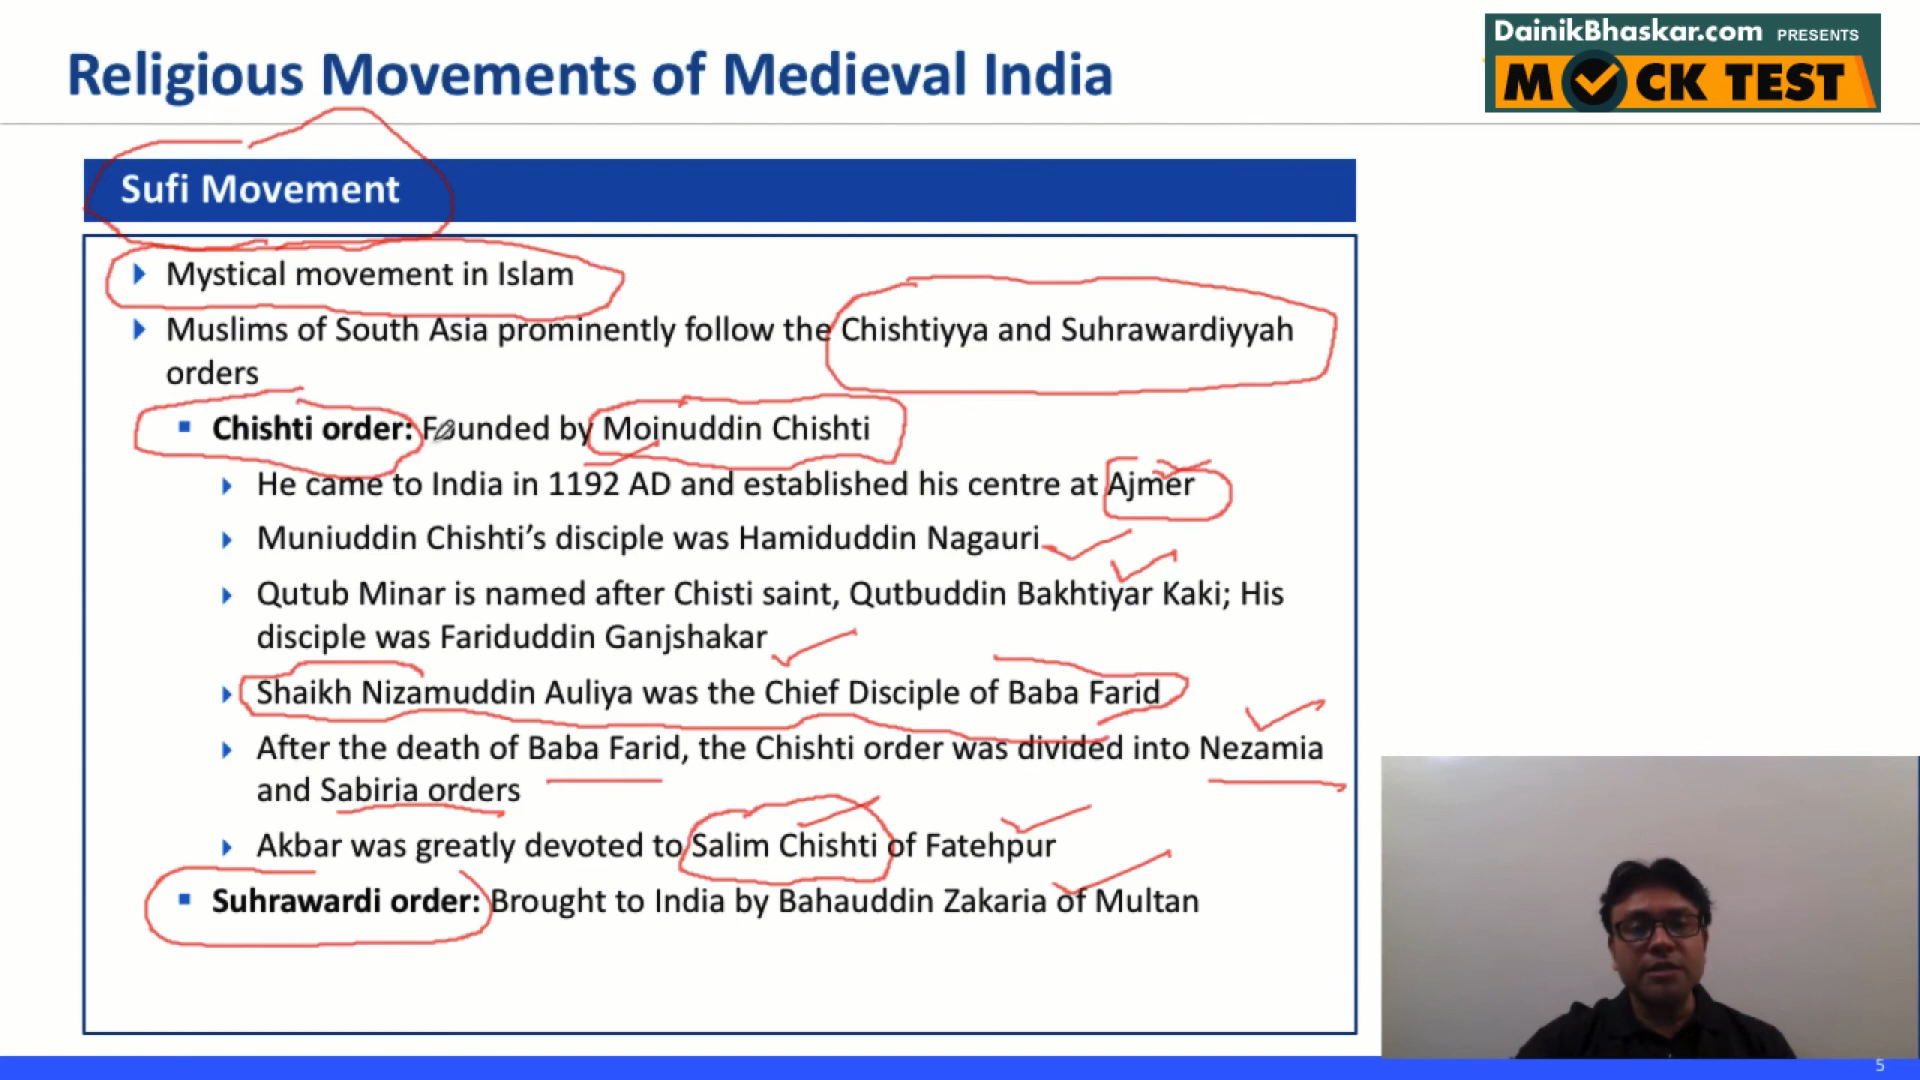 Religious Movements of Medieval India
DainikBhaskar.com PRESENTS
MOCK TEST
Sufi Movement
Mystical movement in Islam
Muslims of South Asia prominently follow the Chishtiyya and Suhrawardiyyah
orders
Chishti order: Founded by Moinuddin Chishti
He came to India in 1192 AD and established his centre at Ajmer
Muniuddin Chishti’s disciple was Hamiduddin Nagauri
Qutub Minar is named after Chisti saint, Qutbuddin Bakhtiyar Kaki; His
disciple was Fariduddin Ganjshakar
Shaikh Nizamuddin Auliya was the Chief Disciple of Baba Farid
After the death of Baba Farid, the Chishti order was divided into Nezamia
and Sabiria orders
Akbar was greatly devoted to Salim Chishti of Fatehpur
Suhrawardi order: Brought to India by Bahauddin Zakaria of Multan
5